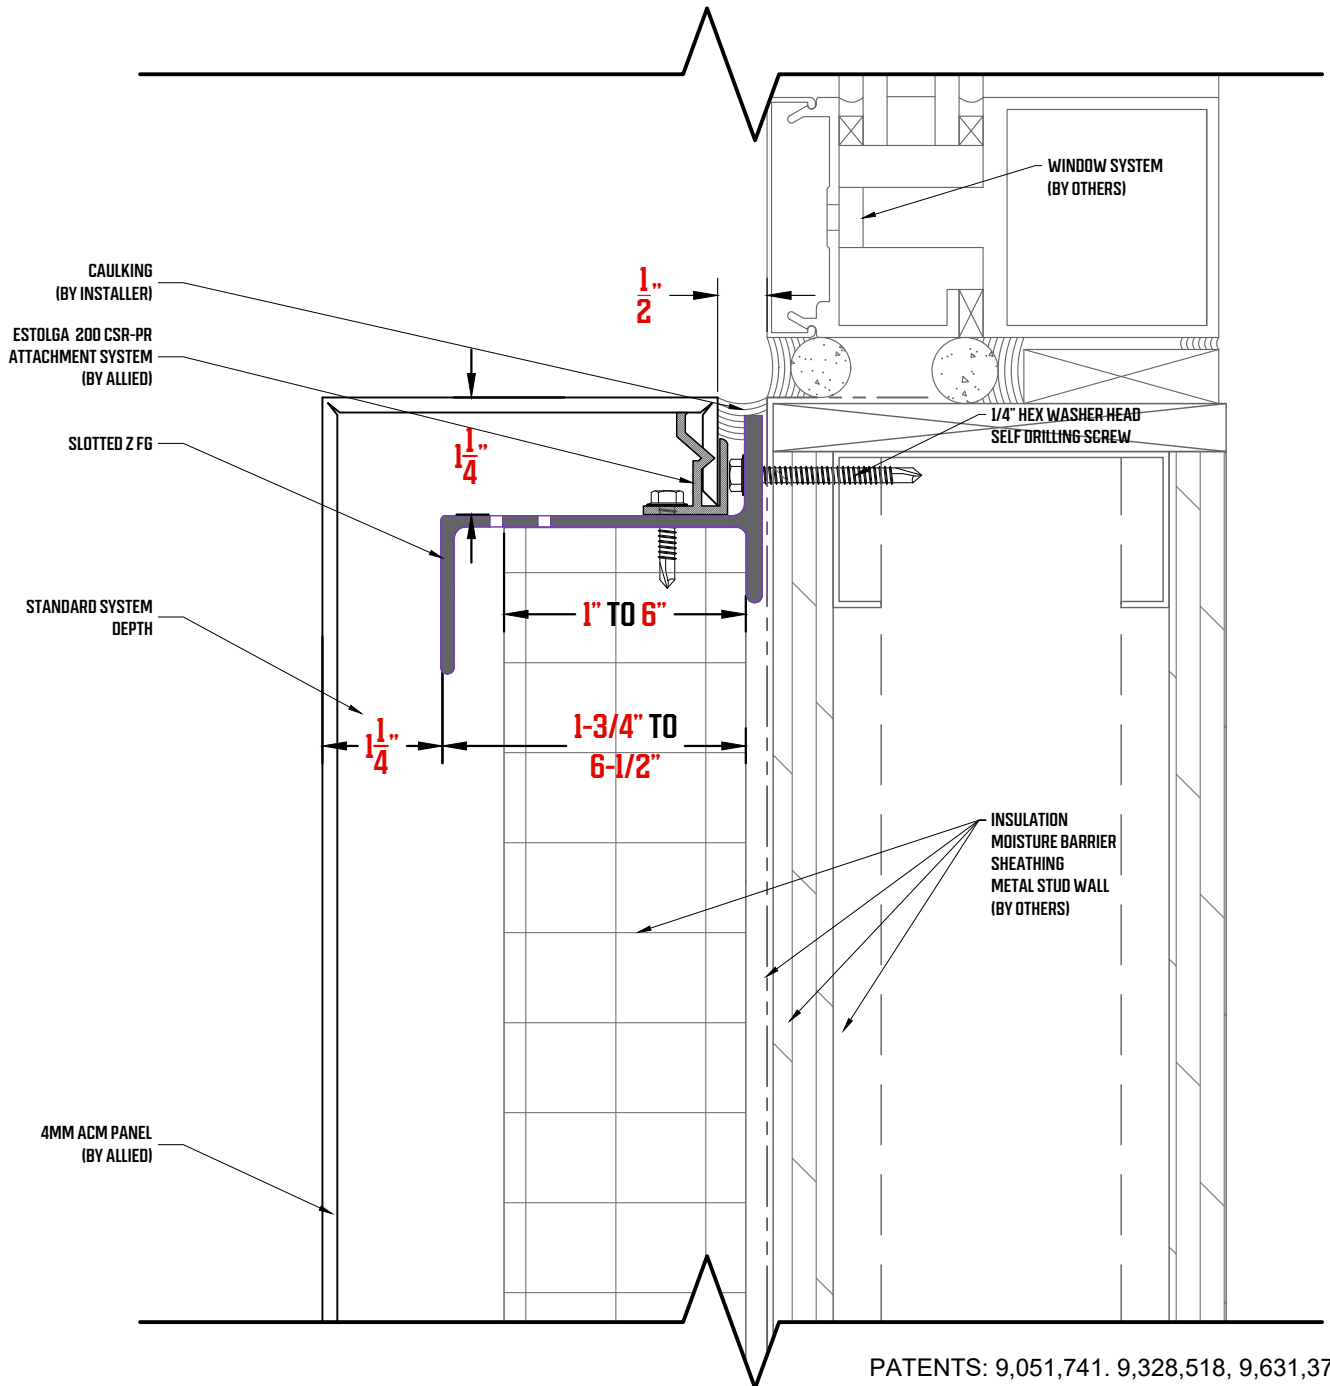 WINDOW SYSTEM
(BY OTHERS)
CAULKING
(BY INSTALLER)
1/2"
ESTOLGA 200 CSR-PR
ATTACHMENT SYSTEM
(BY ALLIED)
1/4" HEX WASHER HEAD
SELF DRILLING SCREW
SLOTTED Z FG
1 1/4"
STANDARD SYSTEM
DEPTH
1" TO 6"
1 1/4"
1-3/4" TO
6-1/2"
INSULATION
MOISTURE BARRIER
SHEATHING
METAL STUD WALL
(BY OTHERS)
4MM ACM PANEL
(BY ALLIED)
PATENTS: 9,051,741. 9,328,518, 9,631,37